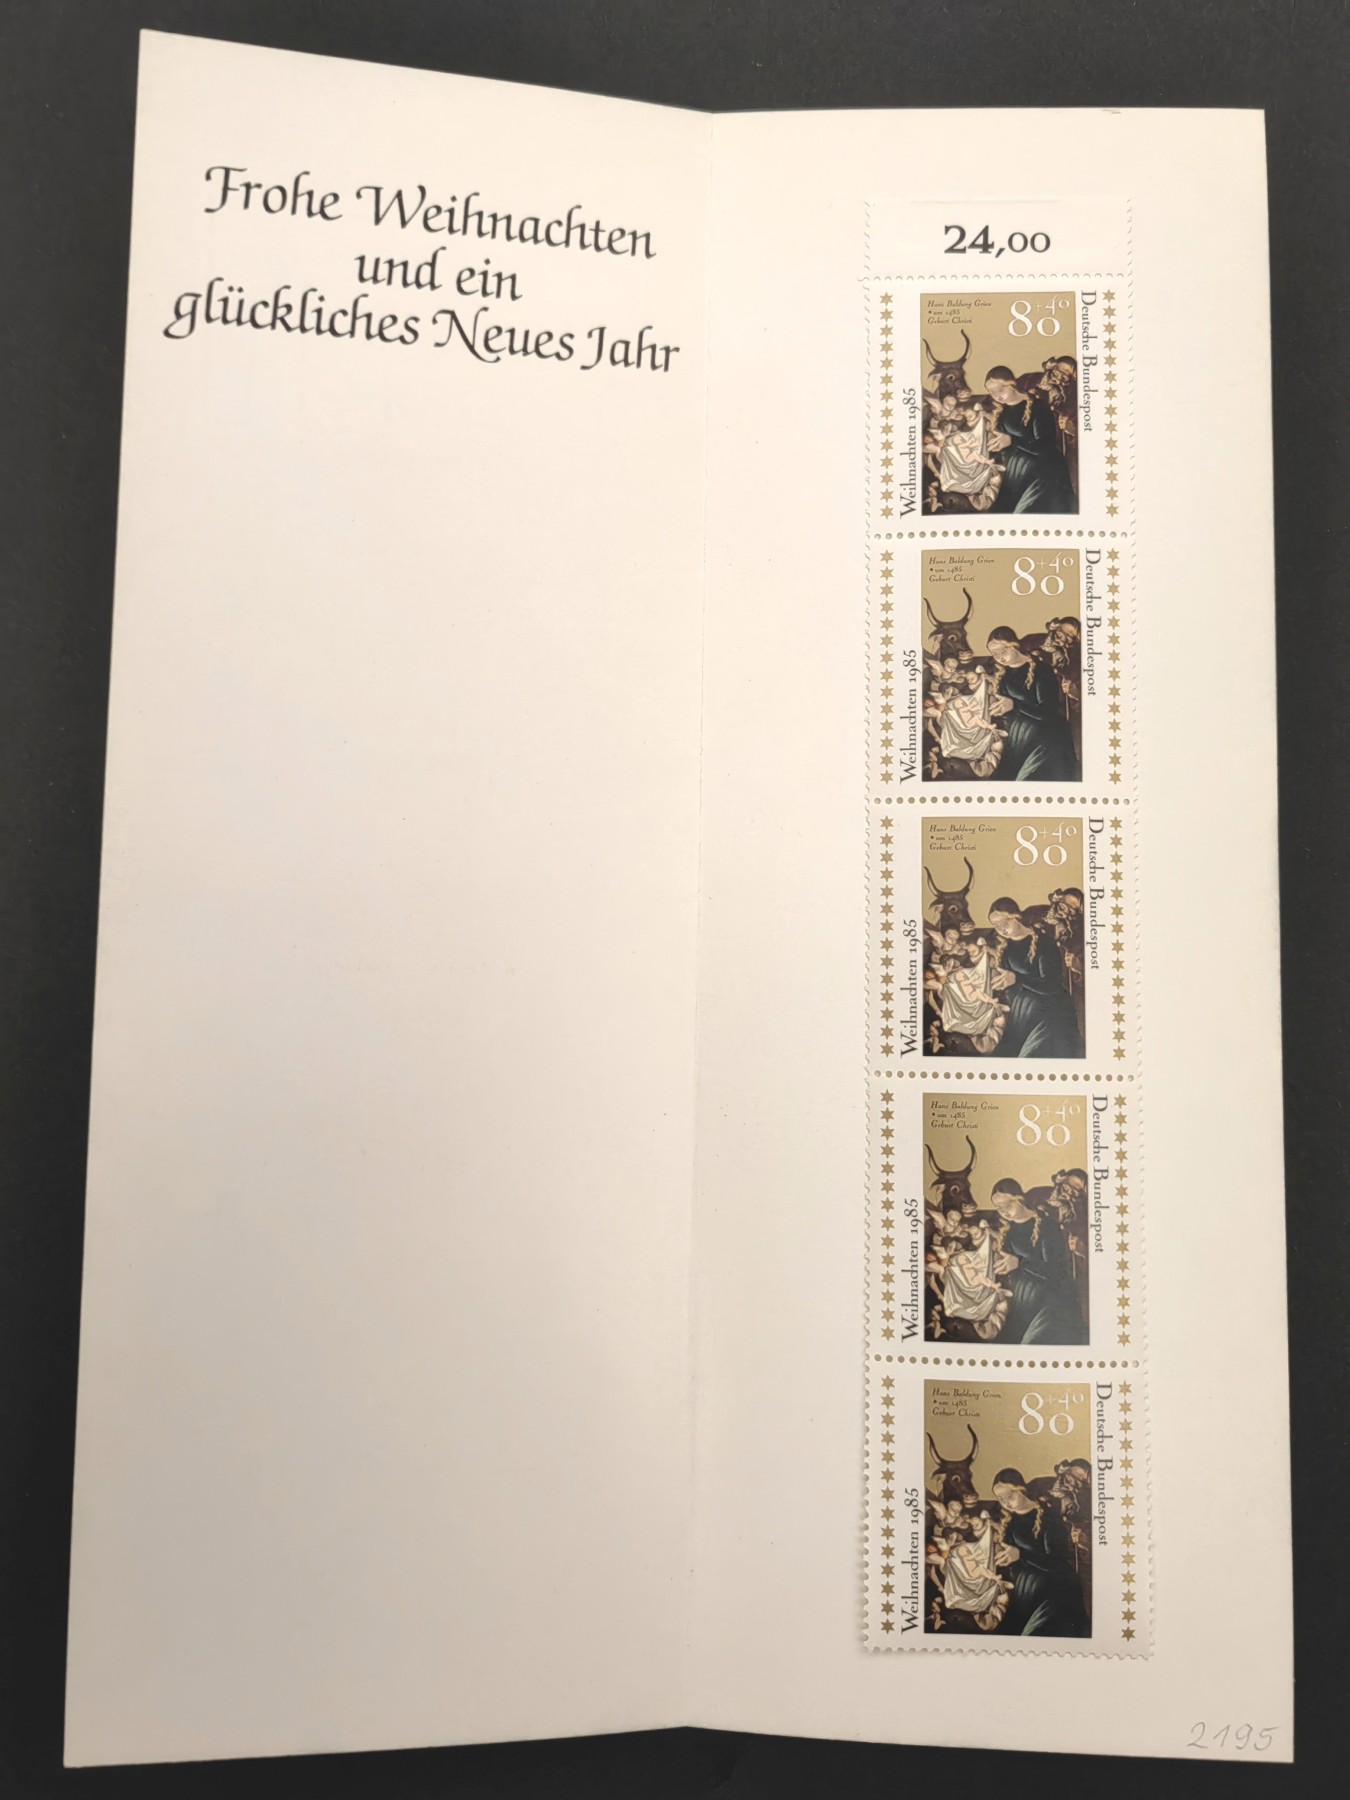 Frohe Weihnachten
und ein
glückliches Neues Jahr
24,00
Hans Baldung Grien
* um 1485
Geburt Christi
80+40
Deutsche Bundespost
Weihnachten 1985
Hans Baldung Grien
* um 1485
Geburt Christi
80+40
Deutsche Bundespost
Weihnachten 1985
Hans Baldung Grien
* um 1485
Geburt Christi
80+40
Deutsche Bundespost
Weihnachten 1985
Hans Baldung Grien
* um 1485
Geburt Christi
80+40
Deutsche Bundespost
Weihnachten 1985
Hans Baldung Grien
* um 1485
Geburt Christi
80+40
Deutsche Bundespost
Weihnachten 1985
2195